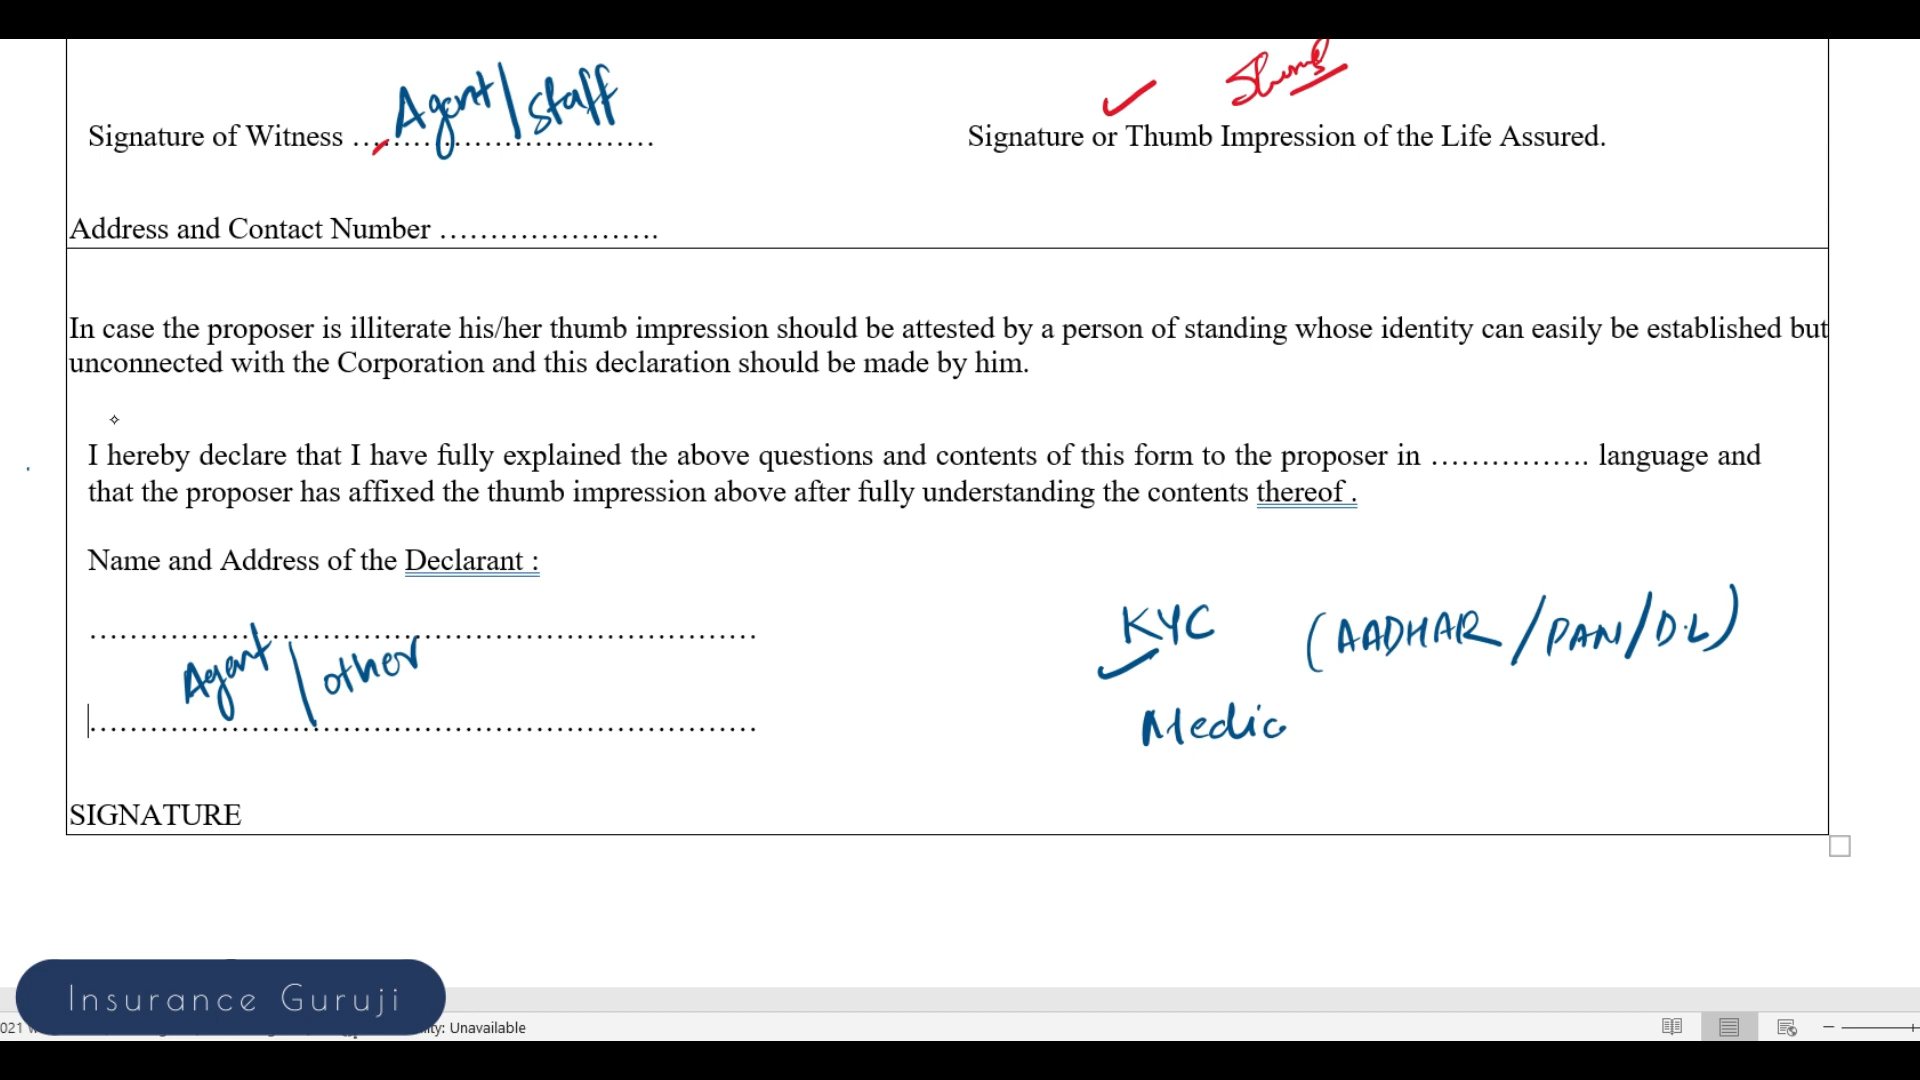 Agent/staff
Signature of Witness ..............................
Signature or Thumb Impression of the Life Assured.
Address and Contact Number ......................
In case the proposer is illiterate his/her thumb impression should be attested by a person of standing whose identity can easily be established but
unconnected with the Corporation and this declaration should be made by him.
I hereby declare that I have fully explained the above questions and contents of this form to the proposer in ................ language and
that the proposer has affixed the thumb impression above after fully understanding the contents thereof .
Name and Address of the Declarant :
..................................................................
KYC (AADHAR/PAN/DL)
Agent/other
Medic
..................................................................
SIGNATURE
Insurance Guruji
021
ity: Unavailable